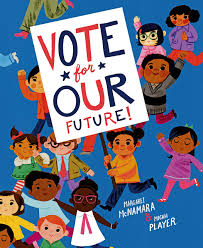 VOTE
for
OUR
FUTURE!
MARGARET
McNAMARA
&
MICAH
PLAYER